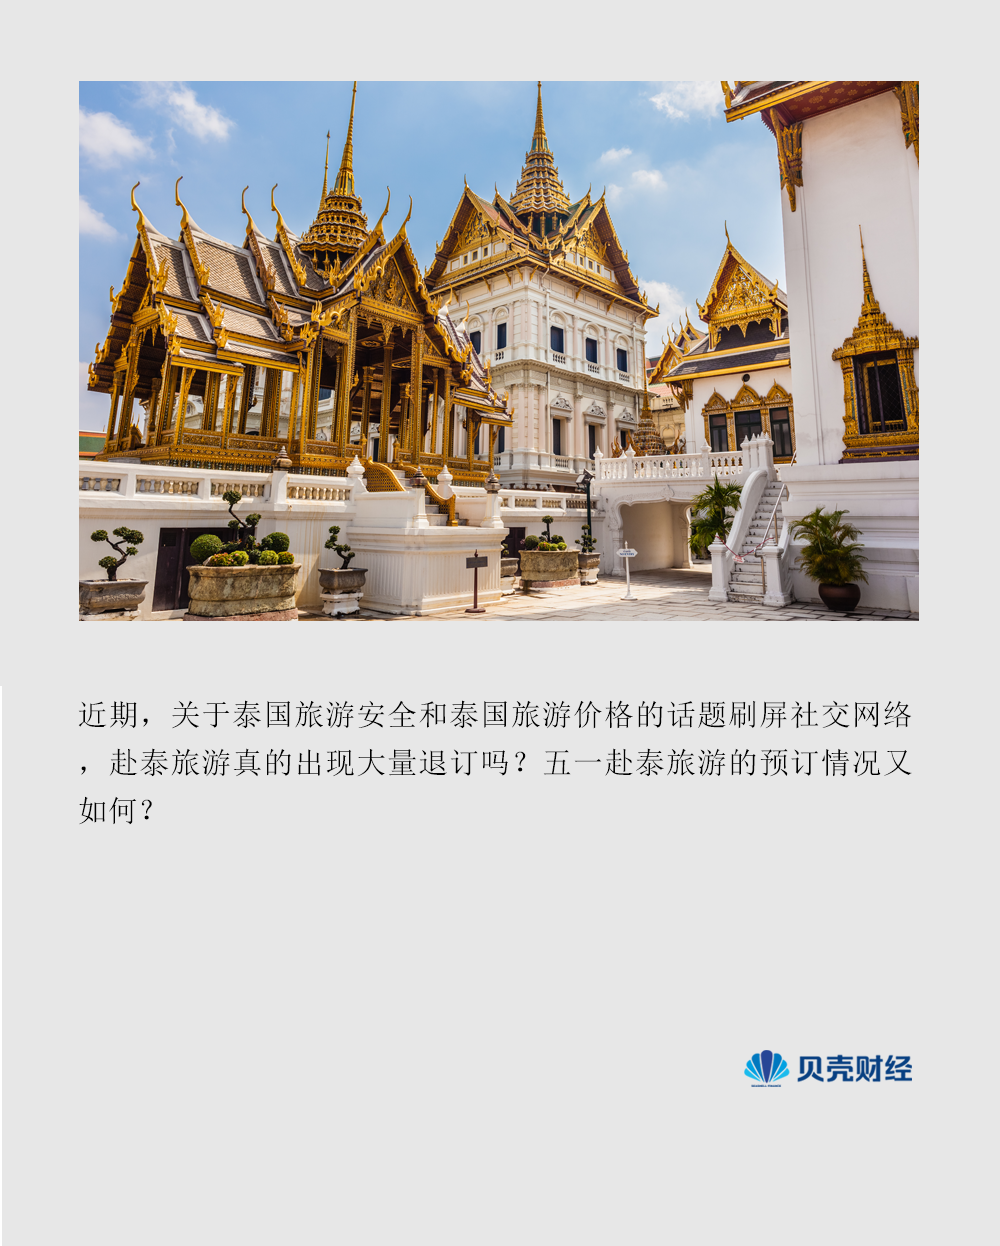 近期，关于泰国旅游安全和泰国旅游价格的话题刷屏社交网络
，赴泰旅游真的出现大量退订吗？五一赴泰旅游的预订情况又
如何？
贝壳财经